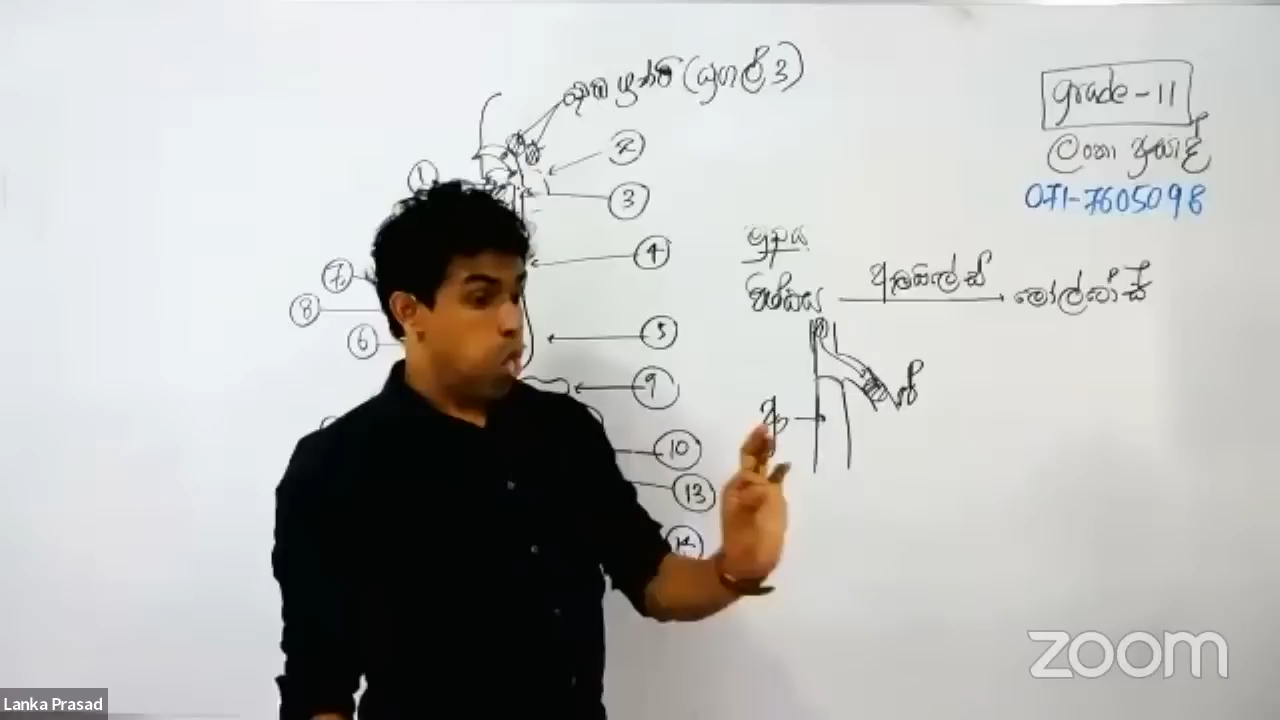 ඛේට ග්‍රන්ථි (යුගල් 3)
grade-11
ලංකා ප්‍රසාද්
071-7605098
1
2
3
4
7
8
6
5
9
10
13
මුඛය
පිෂ්ඨය
ඇමයිලේස්
මෝල්ටෝස්
zoom
Lanka Prasad